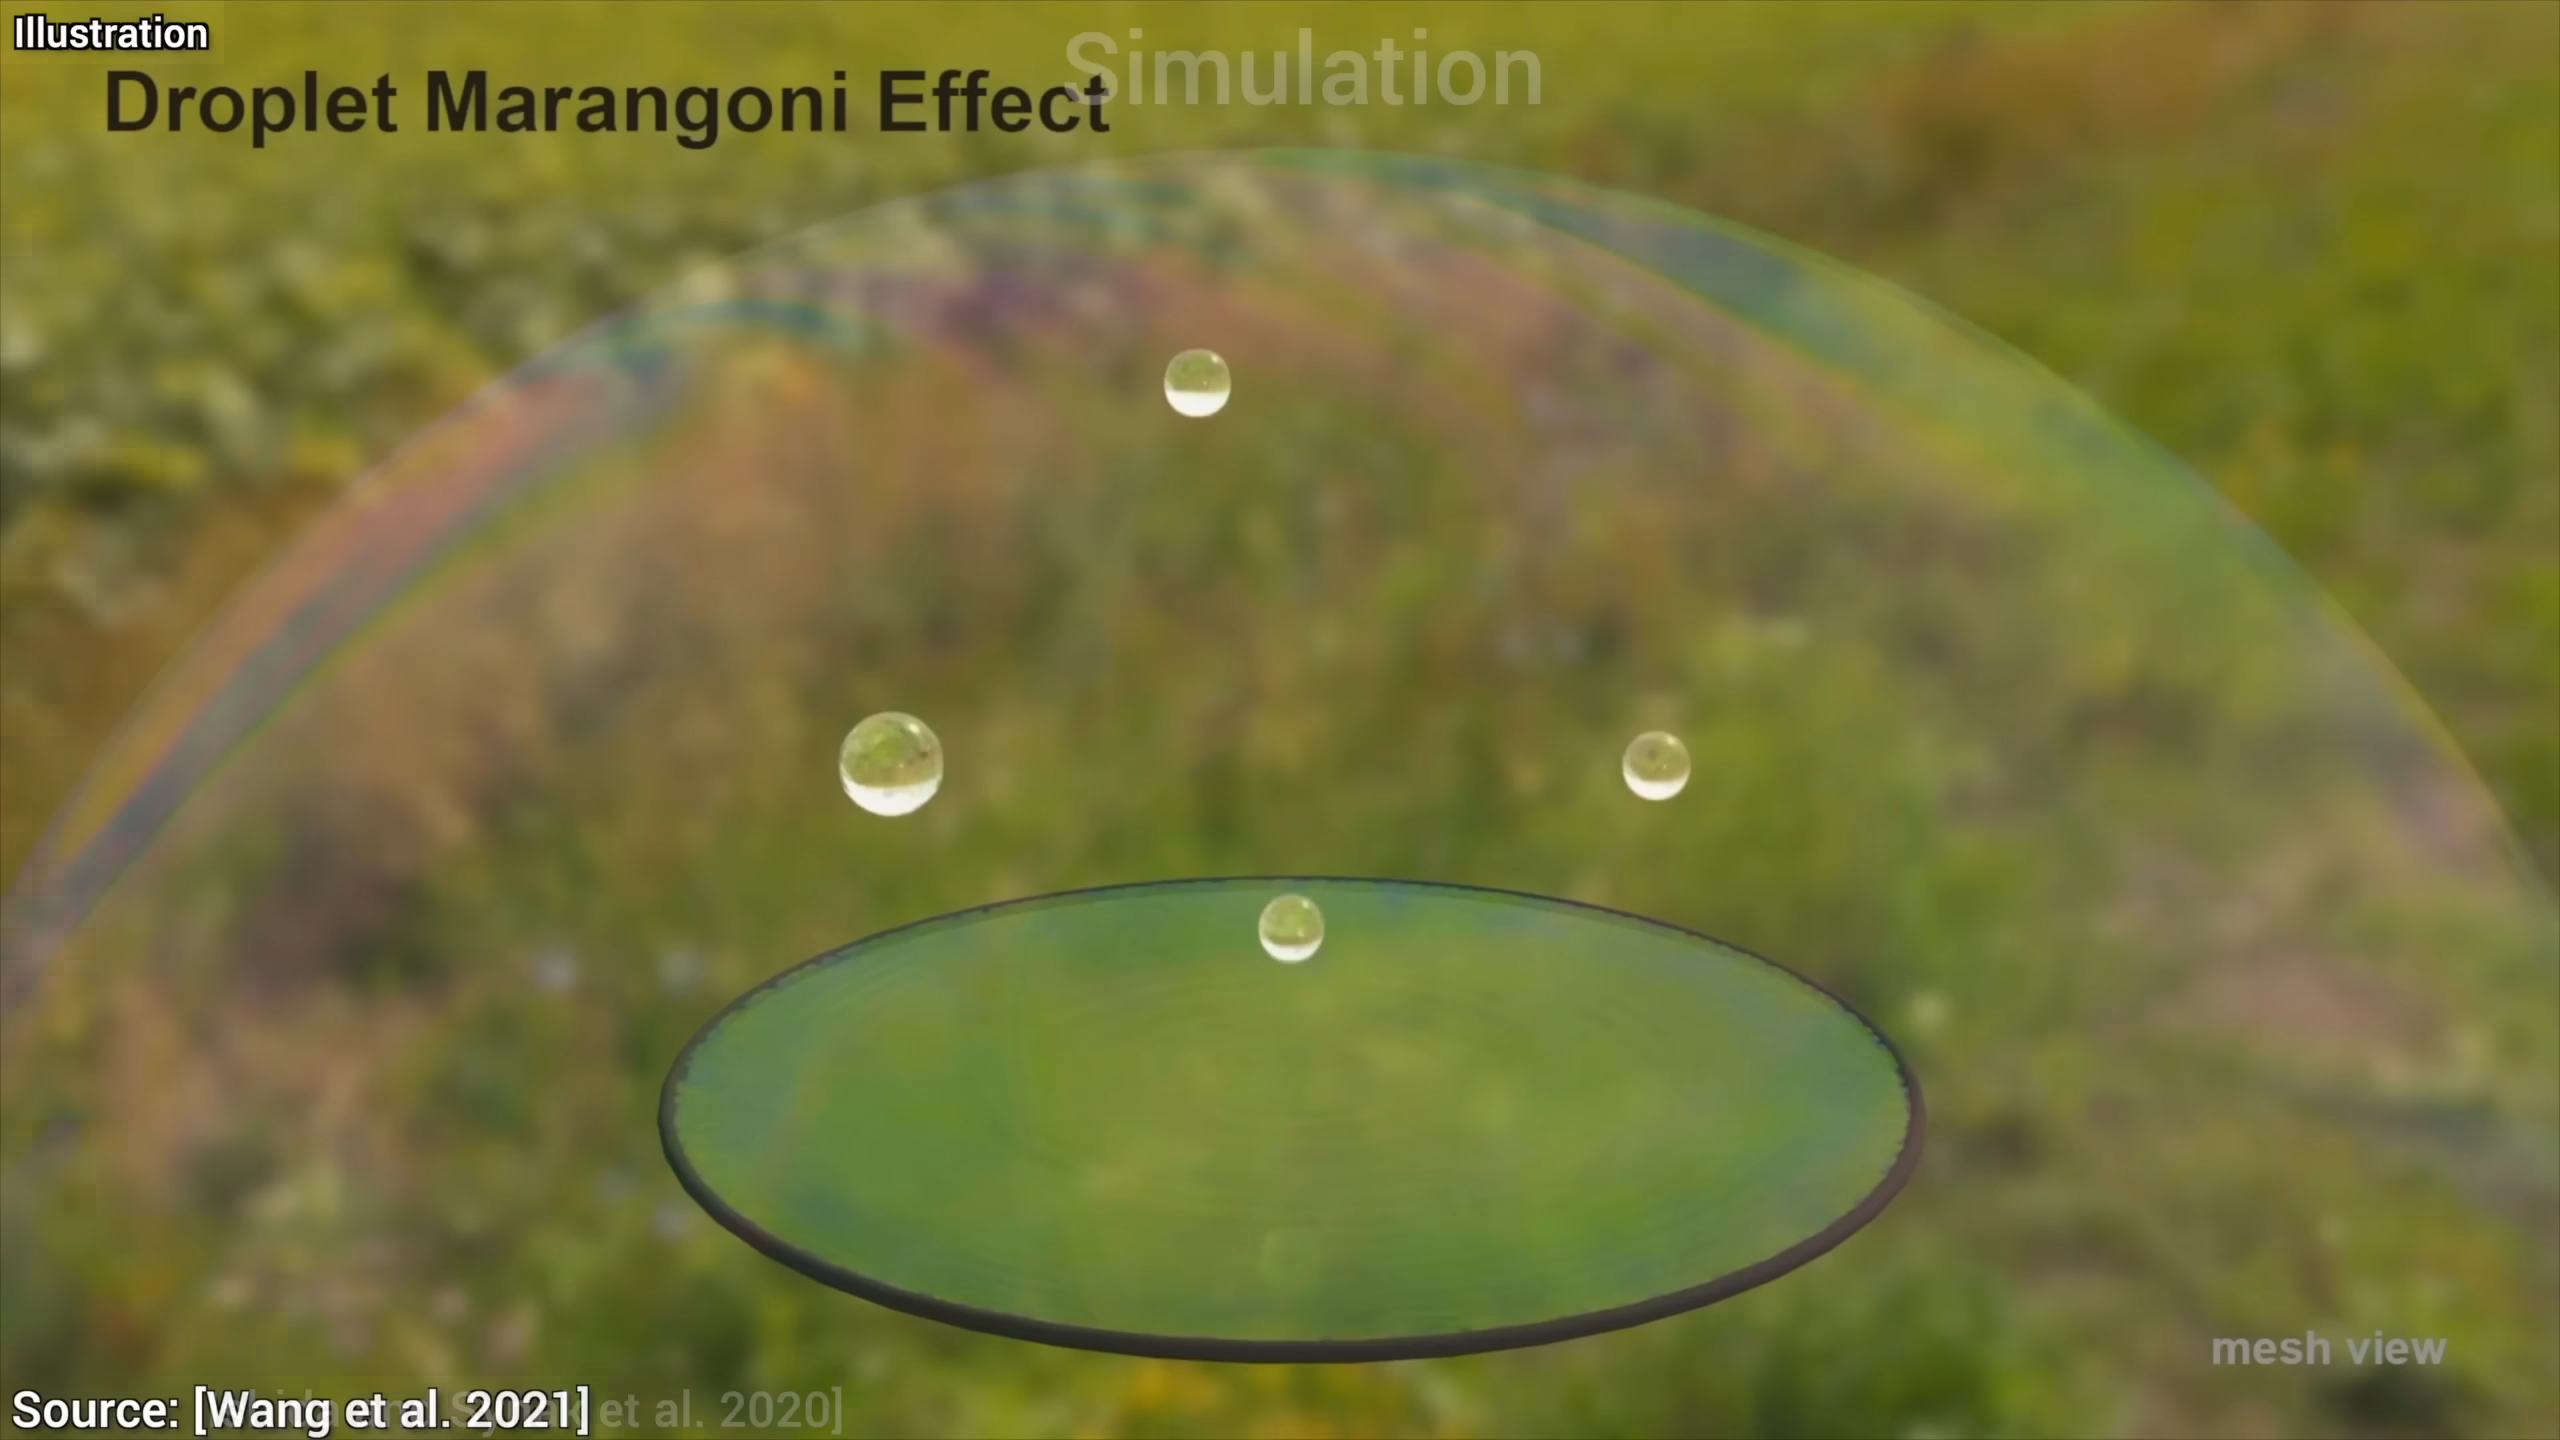 Illustration
Simulation
Droplet Marangoni Effect
mesh view
Source: [Wang et al. 2021]
et al. 2020]